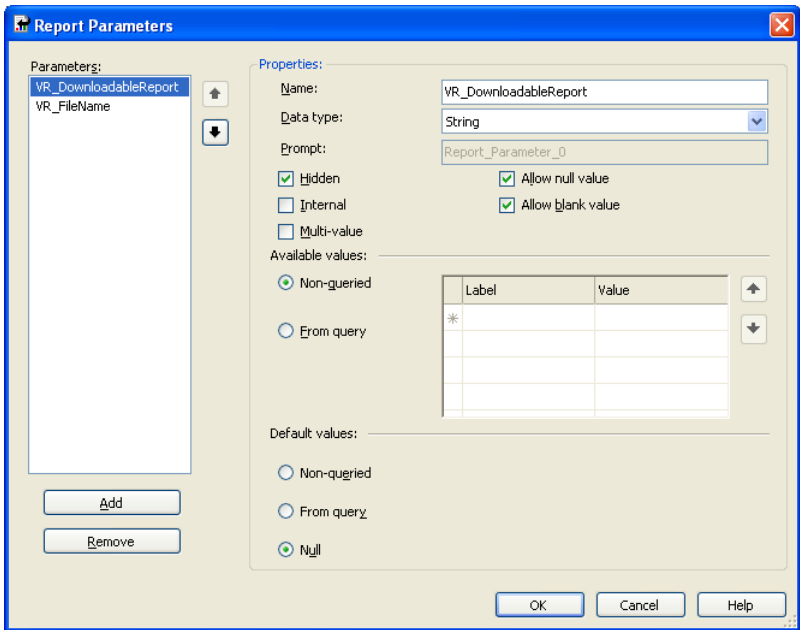 Report Parameters
Parameters:
VR_DownloadableReport
VR_FileName
Add
Remove
Properties:
Name:
VR_DownloadableReport
Data type:
String
Prompt:
Report_Parameter_0
Hidden
Allow null value
Internal
Allow blank value
Multi-value
Available values:
Non-queried
From query
Label Value
Default values:
Non-queried
From query
Null
OK Cancel Help